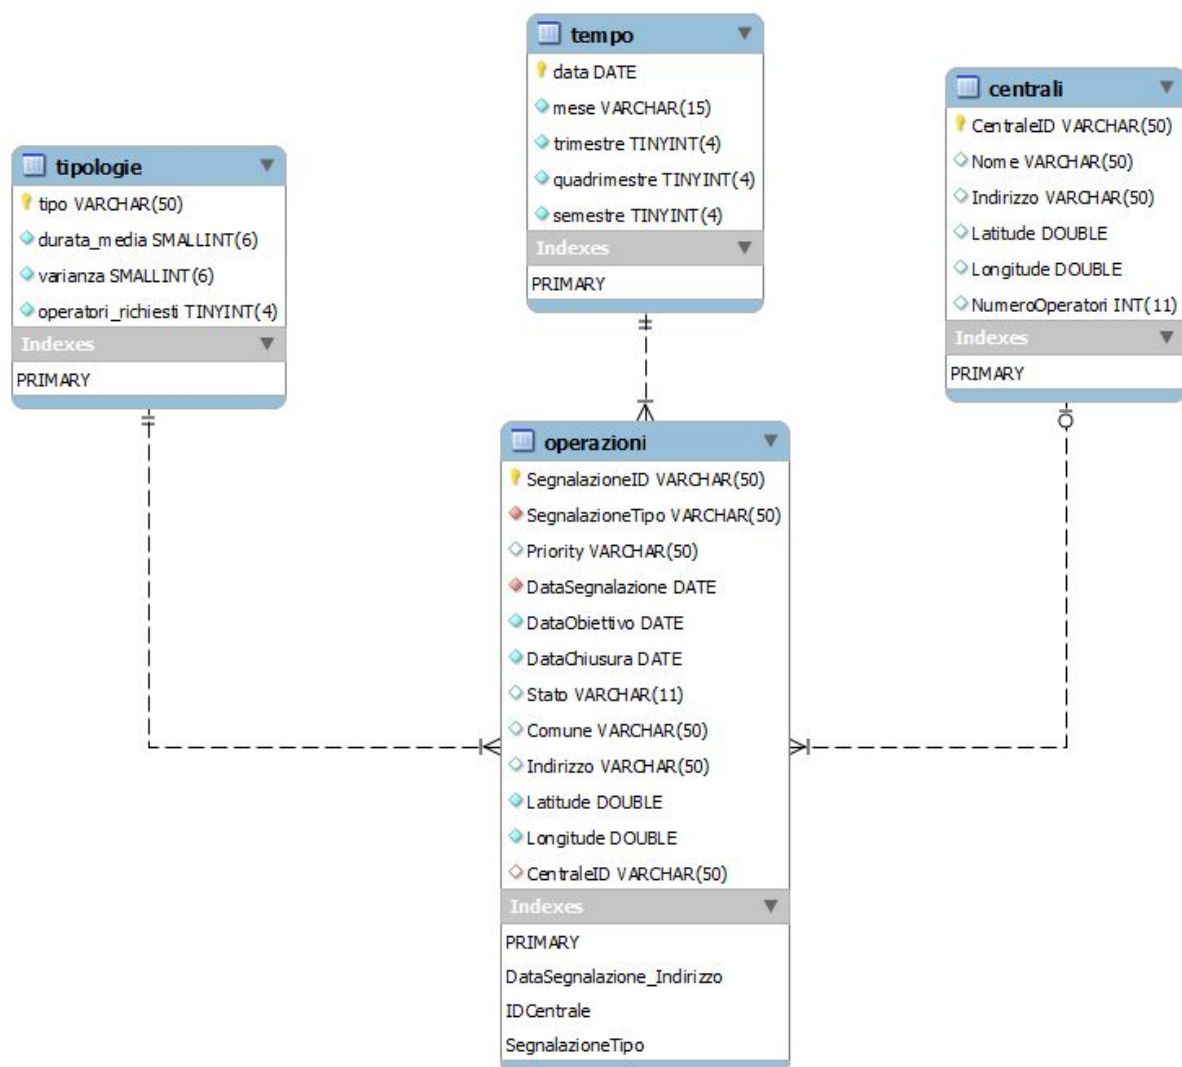 tempo
data DATE
mese VARCHAR(15)
trimestre TINYINT(4)
quadrimestre TINYINT(4)
semestre TINYINT(4)
Indexes
PRIMARY
centrali
CentraleID VARCHAR(50)
Nome VARCHAR(50)
Indirizzo VARCHAR(50)
Latitude DOUBLE
Longitude DOUBLE
NumeroOperatori INT(11)
Indexes
PRIMARY
tipologie
tipo VARCHAR(50)
durata_media SMALLINT(6)
varianza SMALLINT(6)
operatori_richiesti TINYINT(4)
Indexes
PRIMARY
operazioni
SegnalazioneID VARCHAR(50)
SegnalazioneTipo VARCHAR(50)
Priority VARCHAR(50)
DataSegnalazione DATE
DataObiettivo DATE
DataChiusura DATE
Stato VARCHAR(11)
Comune VARCHAR(50)
Indirizzo VARCHAR(50)
Latitude DOUBLE
Longitude DOUBLE
CentraleID VARCHAR(50)
Indexes
PRIMARY
DataSegnalazione_Indirizzo
IDCentrale
SegnalazioneTipo